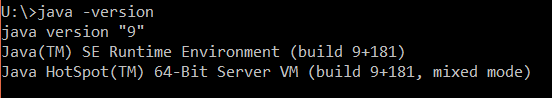 U:\>java -version
java version "9"
Java(TM) SE Runtime Environment (build 9+181)
Java HotSpot(TM) 64-Bit Server VM (build 9+181, mixed mode)